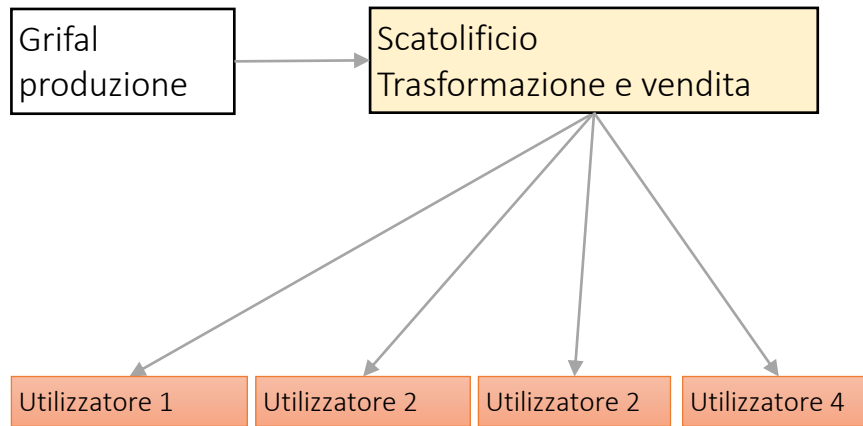 Grifal
produzione
Scatolificio
Trasformazione e vendita
Utilizzatore 1
Utilizzatore 2
Utilizzatore 2
Utilizzatore 4